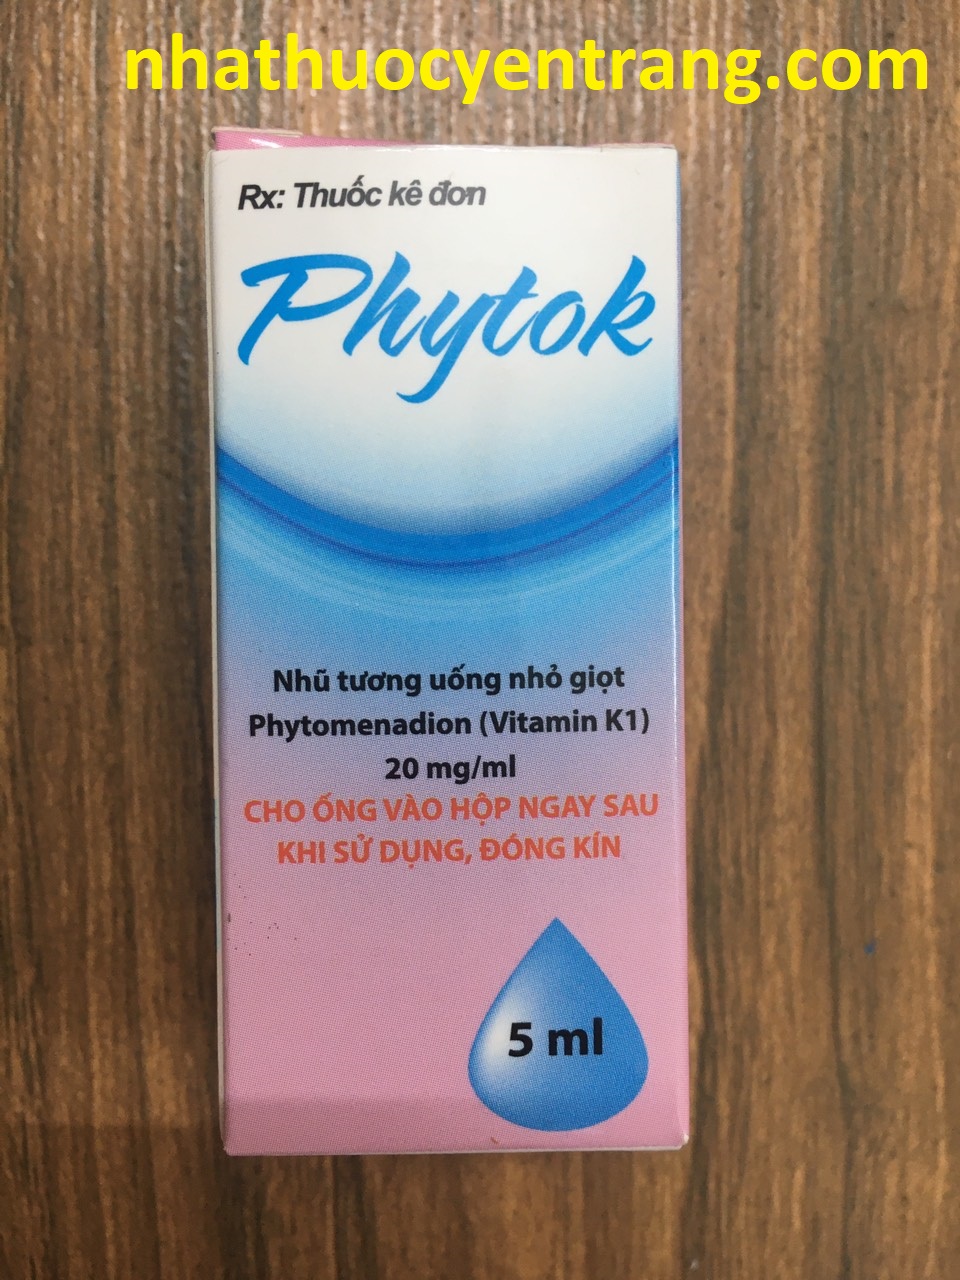 nhathuocyentrang.com
Rx: Thuốc kê đơn
Phytok
Nhũ tương uống nhỏ giọt
Phytomenadion (Vitamin K1)
20 mg/ml
CHO ỐNG VÀO HỘP NGAY SAU
KHI SỬ DỤNG, ĐÓNG KÍN
5 ml